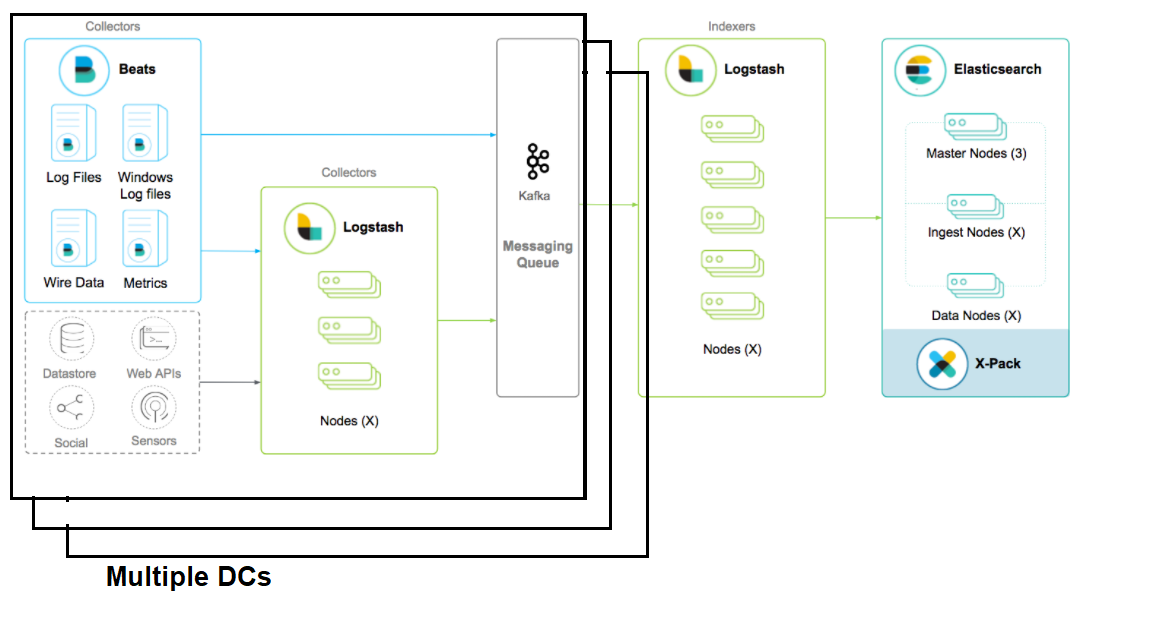 Collectors
Beats
Log Files
Windows
Log files
Wire Data
Metrics
Datastore
Web APIs
Social
Sensors
Collectors
Logstash
Nodes (X)
Kafka
Messaging
Queue
Indexers
Logstash
Nodes (X)
Elasticsearch
Master Nodes (3)
Ingest Nodes (X)
Data Nodes (X)
X-Pack
Multiple DCs